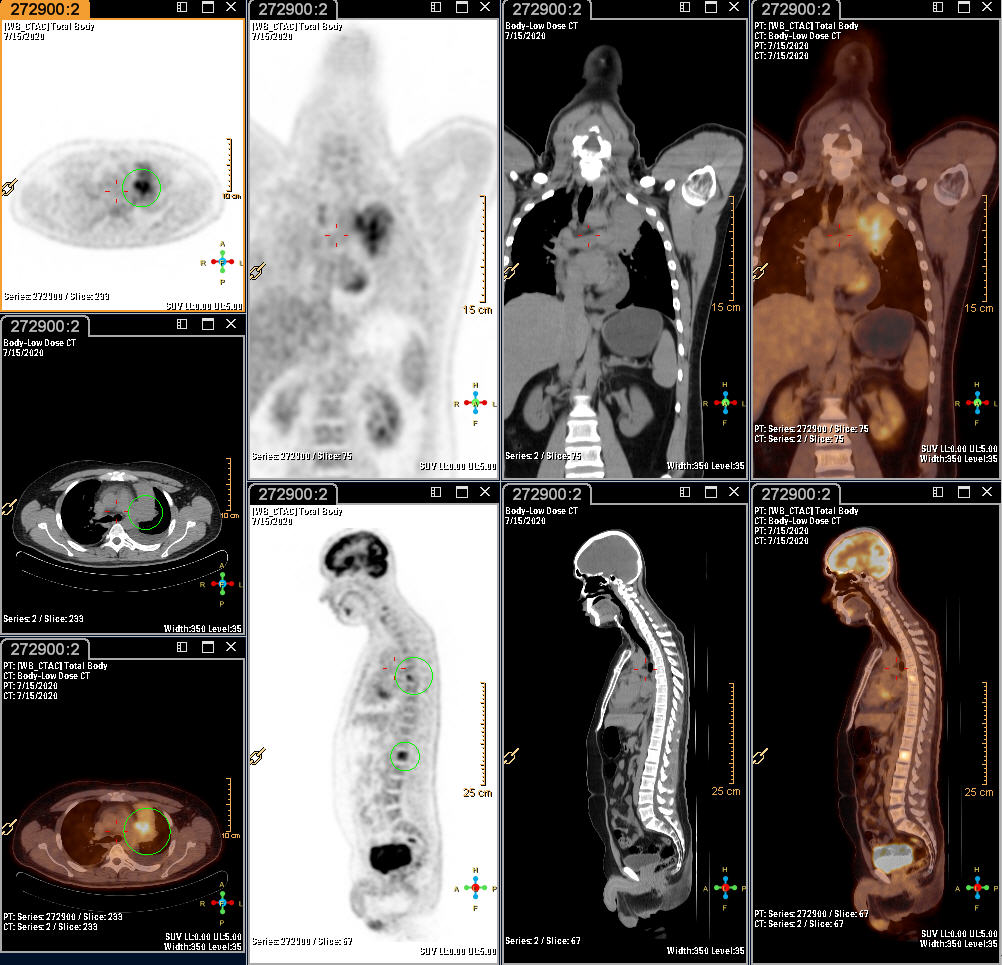 272900:2
[WB_CTAC] Total Body
7/15/2020
10 cm
A
R
L
P
Series: 272900 / Slice: 233
SUV LL:0.00 UL:5.00
272900:2
Body-Low Dose CT
7/15/2020
10 cm
A
R
F
L
P
Series: 2 / Slice: 233
Width:350 Level:35
272900:2
PT: [WB_CTAC] Total Body
CT: Body-Low Dose CT
PT: 7/15/2020
CT: 7/15/2020
10 cm
A
R
F
L
P
PT: Series: 272900 / Slice: 233
CT: Series: 2 / Slice: 233
SUV LL:0.00 UL:5.00
Width:350 Level:35
272900:2
[WB_CTAC] Total Body
7/15/2020
15 cm
H
R
L
F
Series: 272900 / Slice: 75
SUV LL:0.00 UL:5.00
272900:2
Body-Low Dose CT
7/15/2020
15 cm
H
R
L
F
Series: 2 / Slice: 75
Width:350 Level:35
272900:2
PT: [WB_CTAC] Total Body
CT: Body-Low Dose CT
PT: 7/15/2020
CT: 7/15/2020
15 cm
H
R
L
F
PT: Series: 272900 / Slice: 75
CT: Series: 2 / Slice: 75
SUV LL:0.00 UL:5.00
Width:350 Level:35
272900:2
[WB_CTAC] Total Body
7/15/2020
25 cm
H
A
P
F
Series: 272900 / Slice: 67
SUV LL:0.00 UL:5.00
272900:2
Body-Low Dose CT
7/15/2020
25 cm
H
A
P
F
Series: 2 / Slice: 67
Width:350 Level:35
272900:2
PT: [WB_CTAC] Total Body
CT: Body-Low Dose CT
PT: 7/15/2020
CT: 7/15/2020
25 cm
H
A
P
F
PT: Series: 272900 / Slice: 67
CT: Series: 2 / Slice: 67
SUV LL:0.00 UL:5.00
Width:350 Level:35